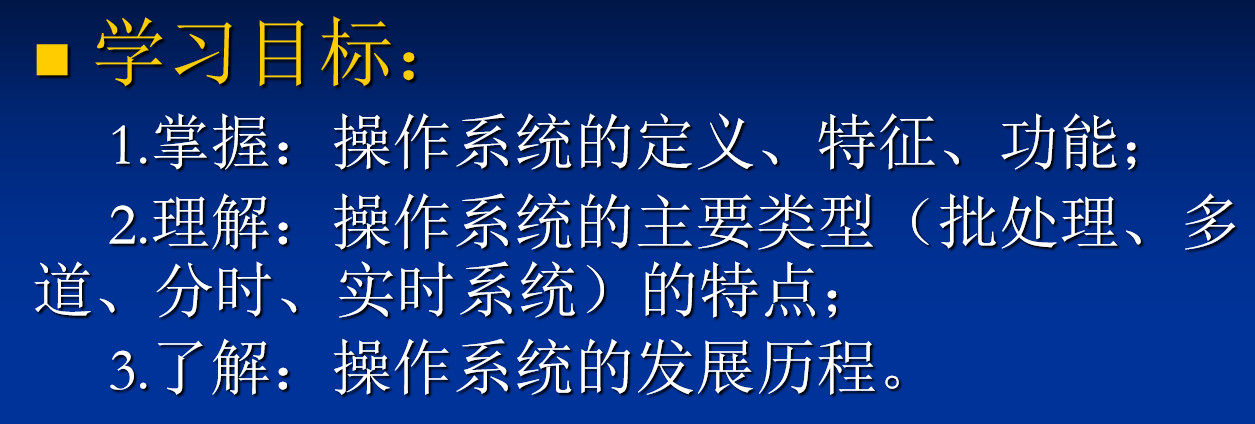 ■ 学习目标：
1.掌握：操作系统的定义、特征、功能；
2.理解：操作系统的主要类型（批处理、多
道、分时、实时系统）的特点；
3.了解：操作系统的发展历程。